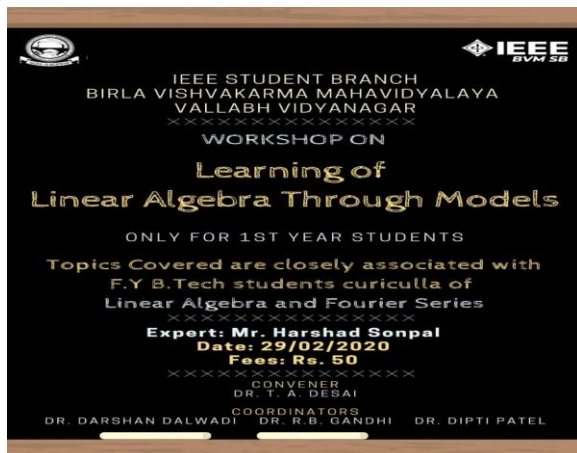 IEEE
BVM SB
IEEE STUDENT BRANCH
BIRLA VISHVAKARMA MAHAVIDYALAYA
VALLABH VIDYANAGAR
WORKSHOP ON
Learning of
Linear Algebra Through Models
ONLY FOR 1ST YEAR STUDENTS
Topics Covered are closely associated with
F.Y B.Tech students curiculla of
Linear Algebra and Fourier Series
Expert: Mr. Harshad Sonpal
Date: 29/02/2020
Fees: Rs. 50
CONVENER
DR. T. A. DESAI
COORDINATORS
DR. DARSHAN DALWADI DR. R.B. GANDHI DR. DIPTI PATEL